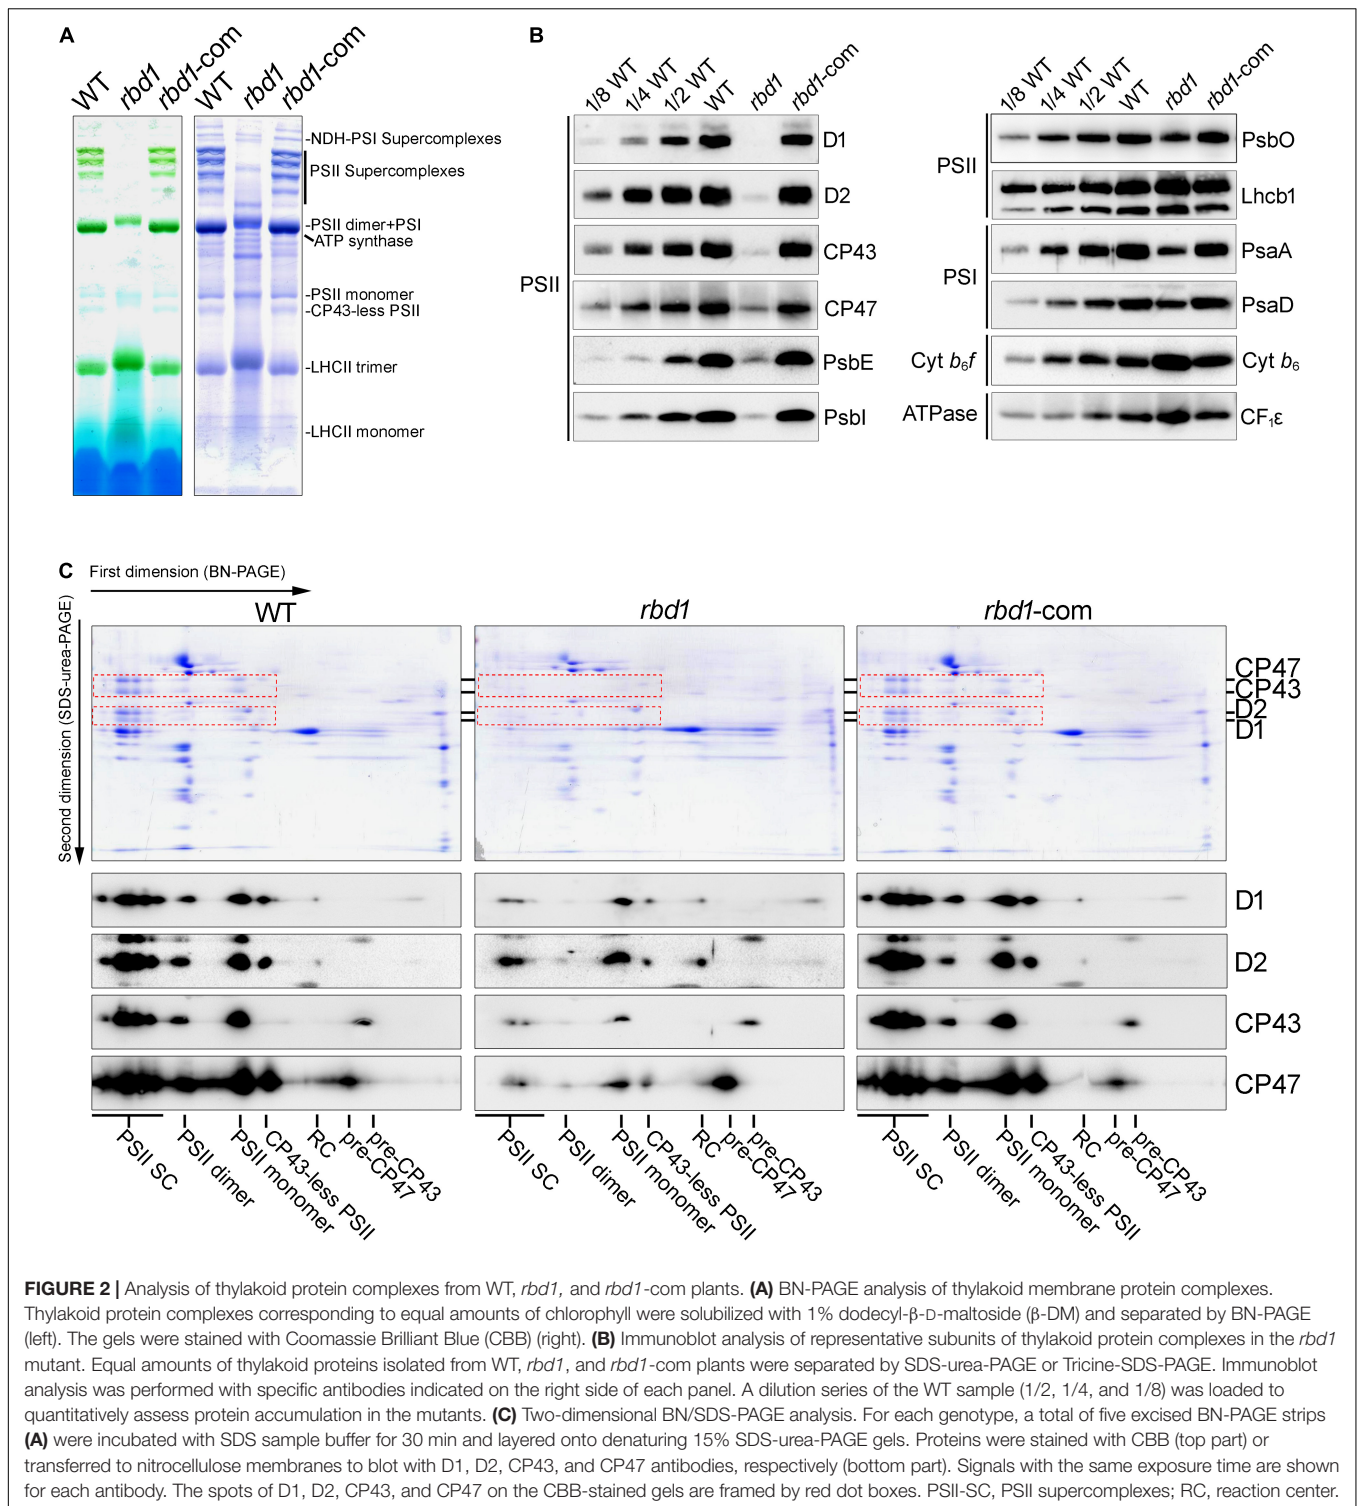 A
WT
rbd1
rbd1-com
WT
rbd1
rbd1-com
-NDH-PSI Supercomplexes
PSII Supercomplexes
-PSII dimer+PSI
ATP synthase
-PSII monomer
-CP43-less PSII
-LHCII trimer
-LHCII monomer
B
1/8 WT
1/4 WT
1/2 WT
WT
rbd1
rbd1-com
PSII
D1
D2
CP43
CP47
PsbE
PsbI
1/8 WT
1/4 WT
1/2 WT
WT
rbd1
rbd1-com
PSII
PsbO
Lhcb1
PSI
PsaA
PsaD
Cyt b6f
Cyt b6
ATPase
CF1ε
C
First dimension (BN-PAGE)
Second dimension (SDS-urea-PAGE)
WT
rbd1
rbd1-com
CP47
CP43
D2
D1
D1
D2
CP43
CP47
PSII SC
PSII dimer
PSII monomer
CP43-less PSII
RC
pre-CP47
pre-CP43
PSII SC
PSII dimer
PSII monomer
CP43-less PSII
RC
pre-CP47
pre-CP43
PSII SC
PSII dimer
PSII monomer
CP43-less PSII
RC
pre-CP47
pre-CP43
FIGURE 2 | Analysis of thylakoid protein complexes from WT, rbd1, and rbd1-com plants. (A) BN-PAGE analysis of thylakoid membrane protein complexes.
Thylakoid protein complexes corresponding to equal amounts of chlorophyll were solubilized with 1% dodecyl-β-D-maltoside (β-DM) and separated by BN-PAGE
(left). The gels were stained with Coomassie Brilliant Blue (CBB) (right). (B) Immunoblot analysis of representative subunits of thylakoid protein complexes in the rbd1
mutant. Equal amounts of thylakoid proteins isolated from WT, rbd1, and rbd1-com plants were separated by SDS-urea-PAGE or Tricine-SDS-PAGE. Immunoblot
analysis was performed with specific antibodies indicated on the right side of each panel. A dilution series of the WT sample (1/2, 1/4, and 1/8) was loaded to
quantitatively assess protein accumulation in the mutants. (C) Two-dimensional BN/SDS-PAGE analysis. For each genotype, a total of five excised BN-PAGE strips
(A) were incubated with SDS sample buffer for 30 min and layered onto denaturing 15% SDS-urea-PAGE gels. Proteins were stained with CBB (top part) or
transferred to nitrocellulose membranes to blot with D1, D2, CP43, and CP47 antibodies, respectively (bottom part). Signals with the same exposure time are shown
for each antibody. The spots of D1, D2, CP43, and CP47 on the CBB-stained gels are framed by red dot boxes. PSII-SC, PSII supercomplexes; RC, reaction center.